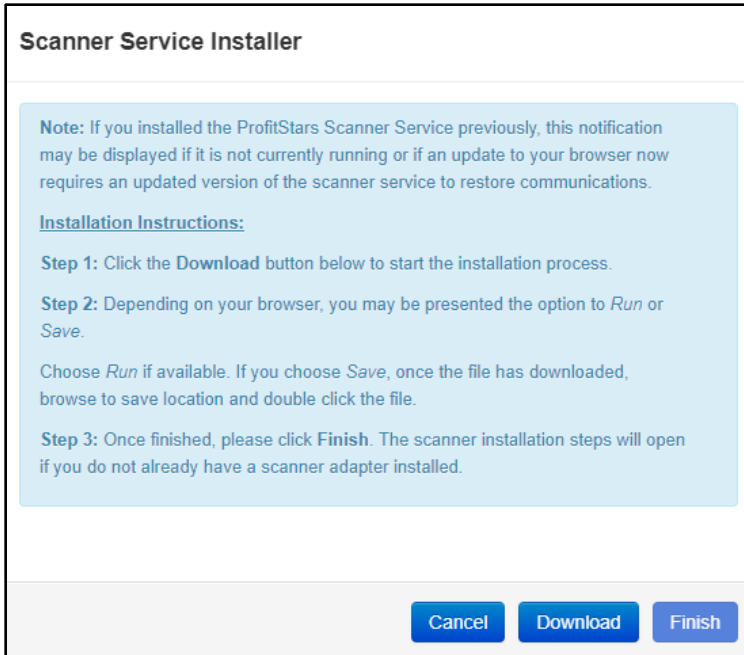 Scanner Service Installer
Note: If you installed the ProfitStars Scanner Service previously, this notification
may be displayed if it is not currently running or if an update to your browser now
requires an updated version of the scanner service to restore communications.
Installation Instructions:
Step 1: Click the Download button below to start the installation process.
Step 2: Depending on your browser, you may be presented the option to Run or
Save.
Choose Run if available. If you choose Save, once the file has downloaded,
browse to save location and double click the file.
Step 3: Once finished, please click Finish. The scanner installation steps will open
if you do not already have a scanner adapter installed.
Cancel Download Finish